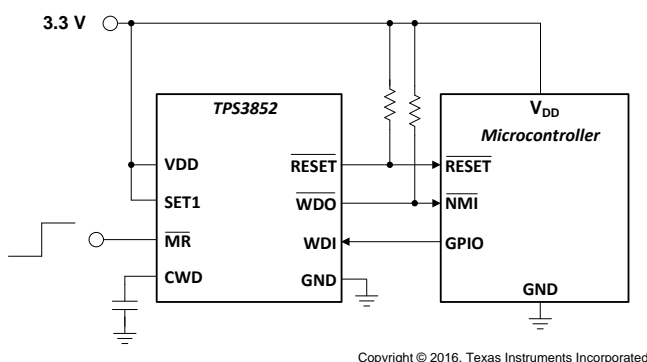 3.3 V
TPS3852
VDD
SET1
MR
CWD
RESET
WDO
WDI
GND
VDD
Microcontroller
RESET
NMI
GPIO
GND
Copyright © 2016, Texas Instruments Incorporated